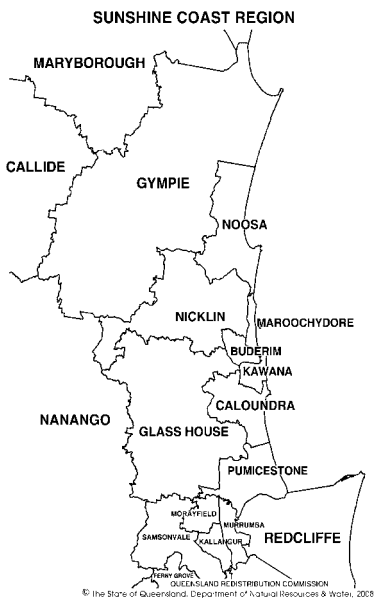 SUNSHINE COAST REGION
MARYBOROUGH
CALLIDE
GYMPIE
NOOSA
NICKLIN
MAROOCHYDORE
BUDERIM
KAWANA
CALOUNDRA
NANANGO
GLASS HOUSE
PUMICESTONE
MORAYFIELD
MURRUMBA
SAMSONVALE
KALLANGUR
REDCLIFFE
FERNY GROVE
QUEENSLAND REDISTRIBUTION COMMISSION
© The State of Queensland, Department of Natural Resources & Water, 2008